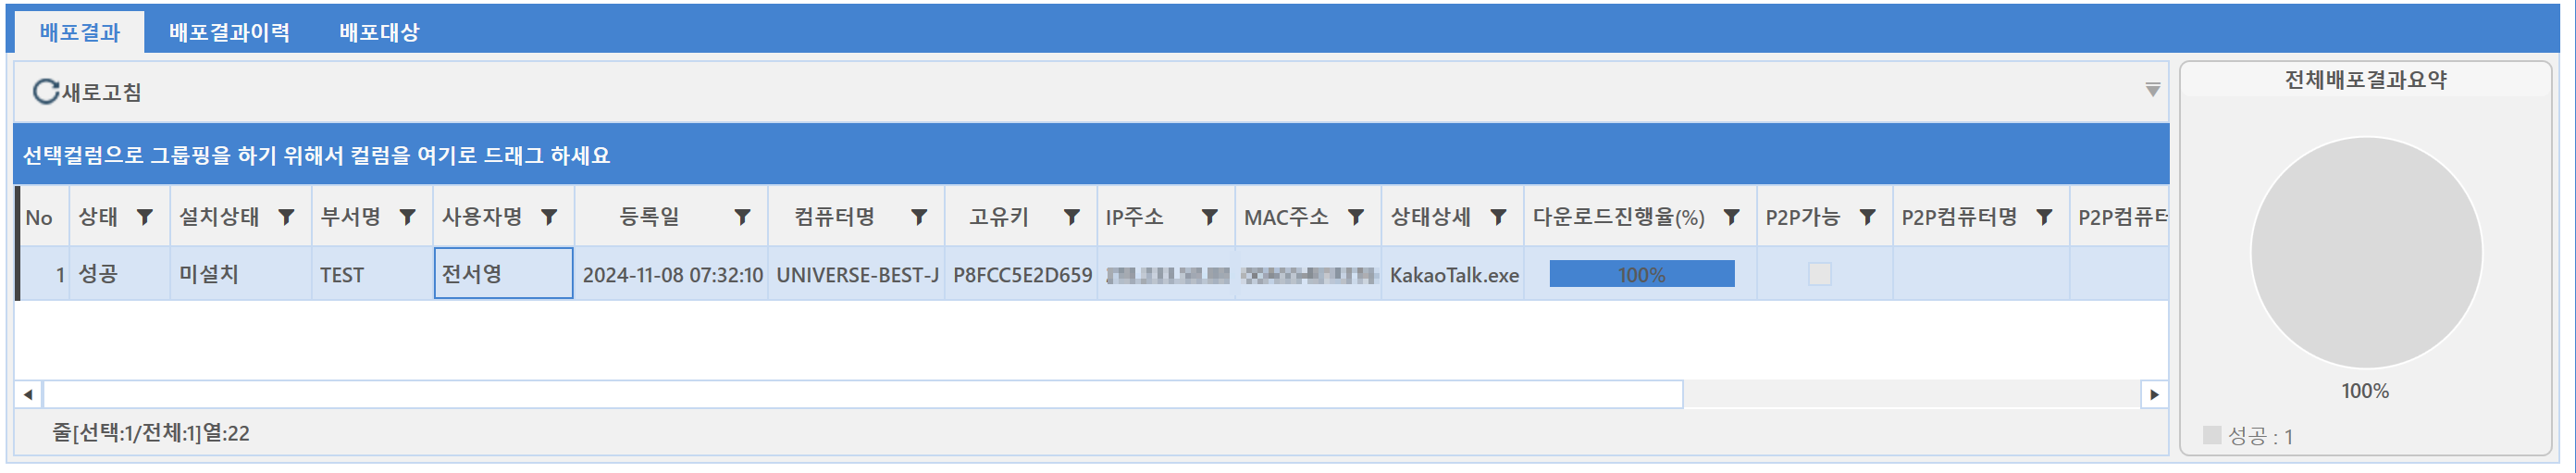 배포결과 배포결과이력 배포대상
새로고침
선택컬럼으로 그룹핑을 하기 위해서 컬럼을 여기로 드래그 하세요
No 상태 설치상태 부서명 사용자명 등록일 컴퓨터명 고유키 IP주소 MAC주소 상태상세 다운로드진행율(%) P2P가능 P2P컴퓨터명 P2P컴퓨터
1 성공 미설치 TEST 전서영 2024-11-08 07:32:10 UNIVERSE-BEST-J P8FCC5E2D659 KakaoTalk.exe 100%
줄[선택:1/전체:1]열:22
전체배포결과요약
100%
성공 : 1